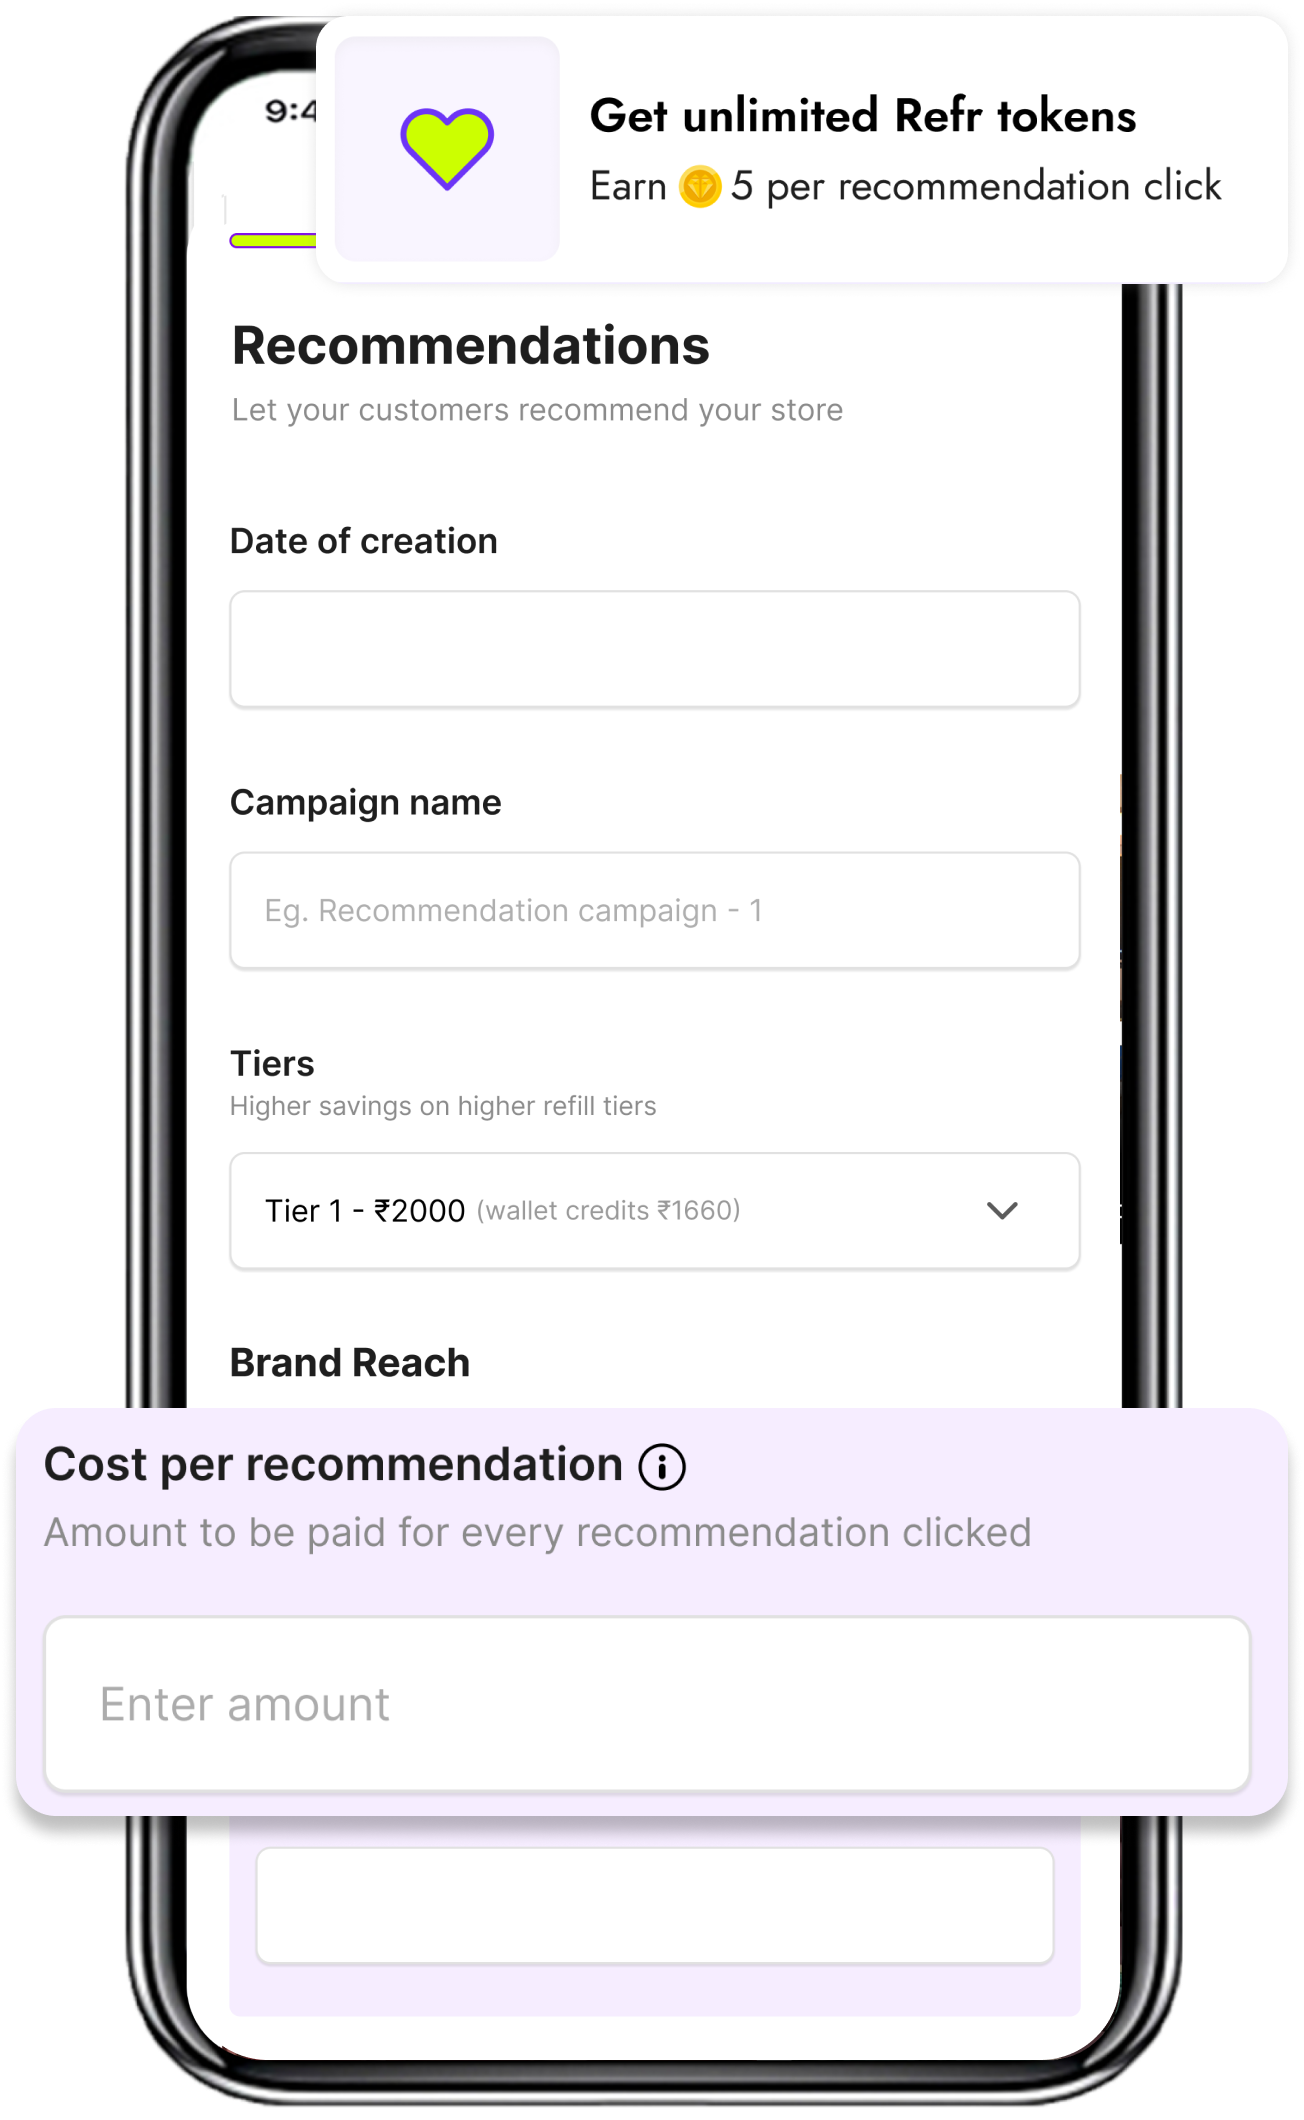 9:4
Get unlimited Refr tokens
Earn 5 per recommendation click
Recommendations
Let your customers recommend your store
Date of creation
Campaign name
Eg. Recommendation campaign - 1
Tiers
Higher savings on higher refill tiers
Tier 1 - ₹2000 (wallet credits ₹1660)
Brand Reach
Cost per recommendation
Amount to be paid for every recommendation clicked
Enter amount